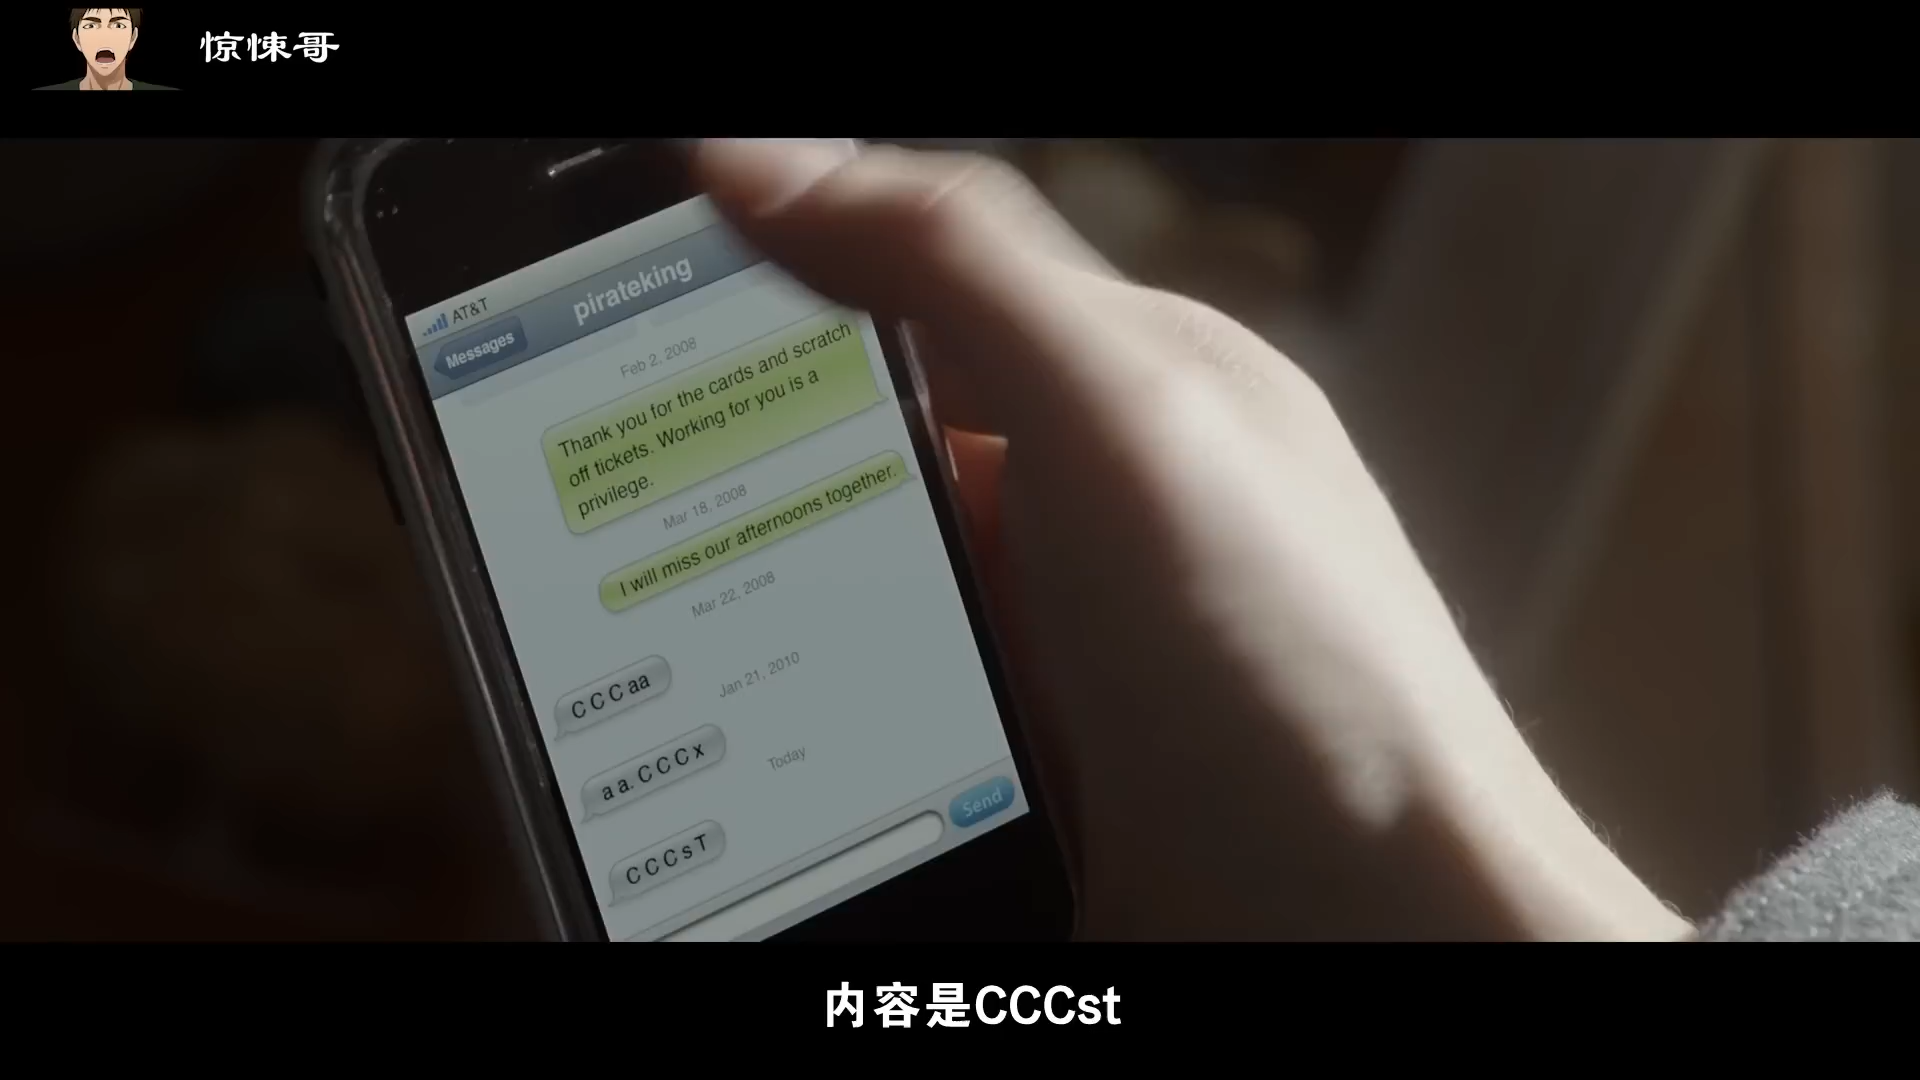 惊悚哥
AT&T
Messages
pirateking
Feb 2, 2008
Thank you for the cards and scratch
off tickets. Working for you is a
privilege.
Mar 18, 2008
I will miss our afternoons together.
Mar 22, 2008
C C C aa
Jan 21, 2010
a a. C C C x
Today
C C C s T
Send
内容是CCCst